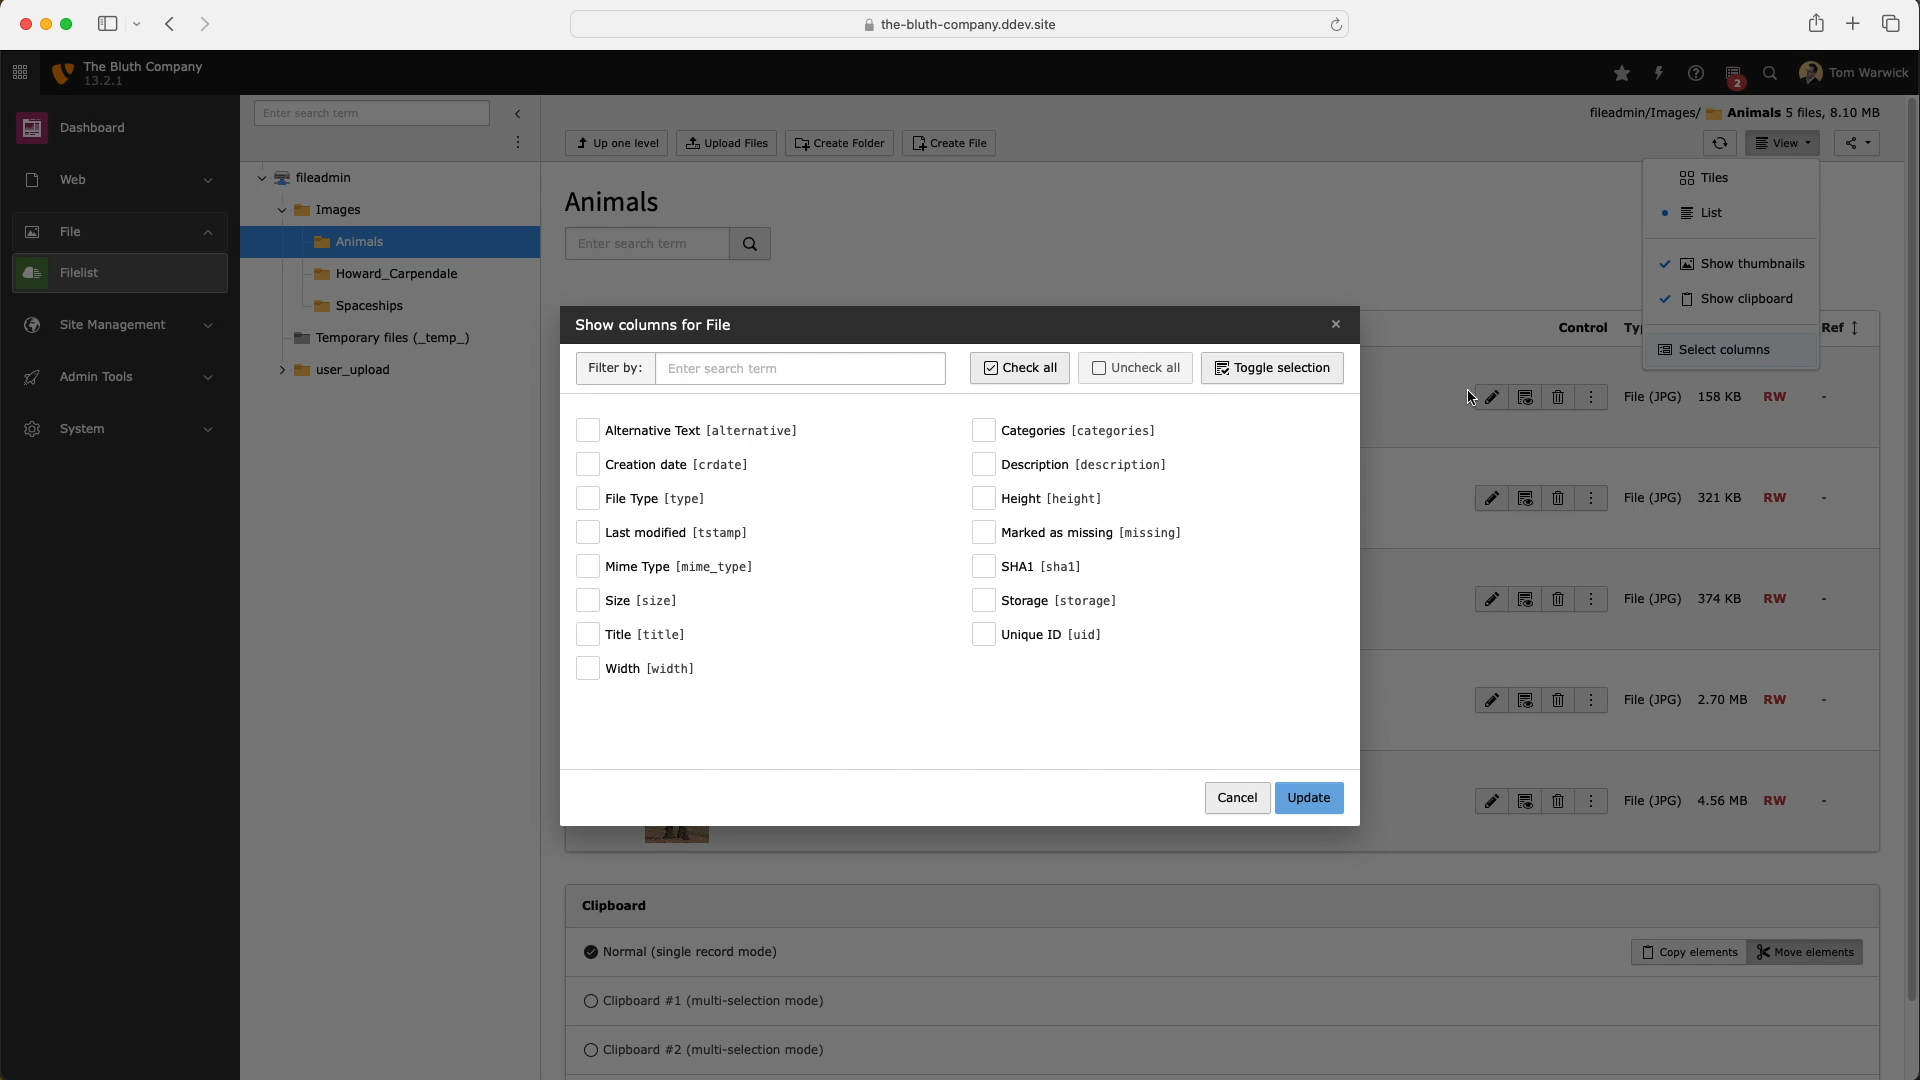 the-bluth-company.ddev.site
The Bluth Company
13.2.1
2
Tom Warwick
Dashboard
Web
File
Filelist
Site Management
Admin Tools
System
Enter search term
fileadmin
Images
Animals
Howard_Carpendale
Spaceships
Temporary files (_temp_)
user_upload
fileadmin/Images/ Animals 5 files, 8.10 MB
Up one level
Upload Files
Create Folder
Create File
View
Animals
Enter search term
Tiles
List
Show thumbnails
Show clipboard
Select columns
Control
Ref
Show columns for File
Filter by:
Enter search term
Check all
Uncheck all
Toggle selection
Alternative Text [alternative]
Categories [categories]
Creation date [crdate]
Description [description]
File Type [type]
Height [height]
Last modified [tstamp]
Marked as missing [missing]
Mime Type [mime_type]
SHA1 [sha1]
Size [size]
Storage [storage]
Title [title]
Unique ID [uid]
Width [width]
Cancel
Update
File (JPG) 158 KB RW -
File (JPG) 321 KB RW -
File (JPG) 374 KB RW -
File (JPG) 2.70 MB RW -
File (JPG) 4.56 MB RW -
Clipboard
Normal (single record mode)
Copy elements
Move elements
Clipboard #1 (multi-selection mode)
Clipboard #2 (multi-selection mode)